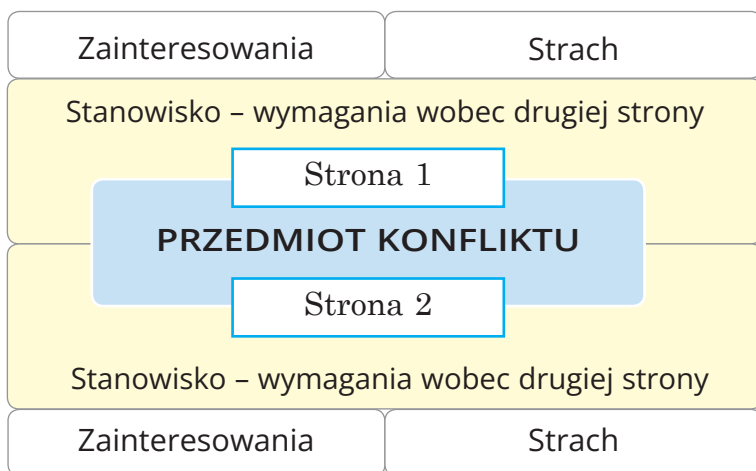 Zainteresowania
Strach
Stanowisko – wymagania wobec drugiej strony
Strona 1
PRZEDMIOT KONFLIKTU
Strona 2
Stanowisko – wymagania wobec drugiej strony
Zainteresowania
Strach